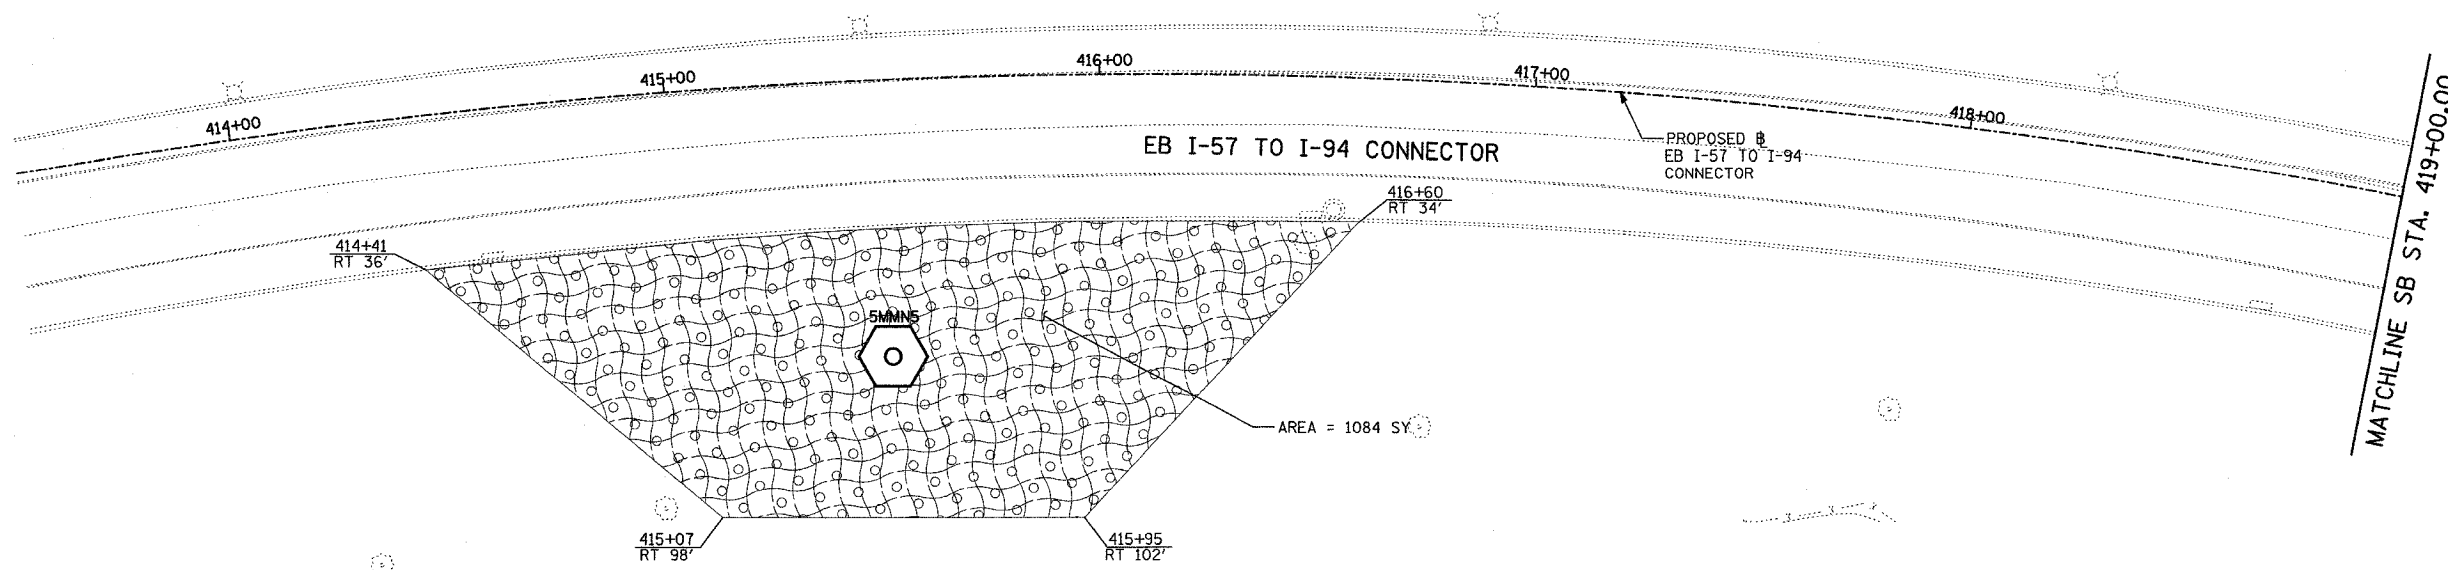 414+00
415+00
416+00
417+00
418+00
EB I-57 TO I-94 CONNECTOR
PROPOSED ℄
EB I-57 TO I-94
CONNECTOR
MATCHLINE SB STA. 419+00.00
416+60
RT 34'
414+41
RT 36'
5MMN5
AREA = 1084 SY
415+07
RT 98'
415+95
RT 102'